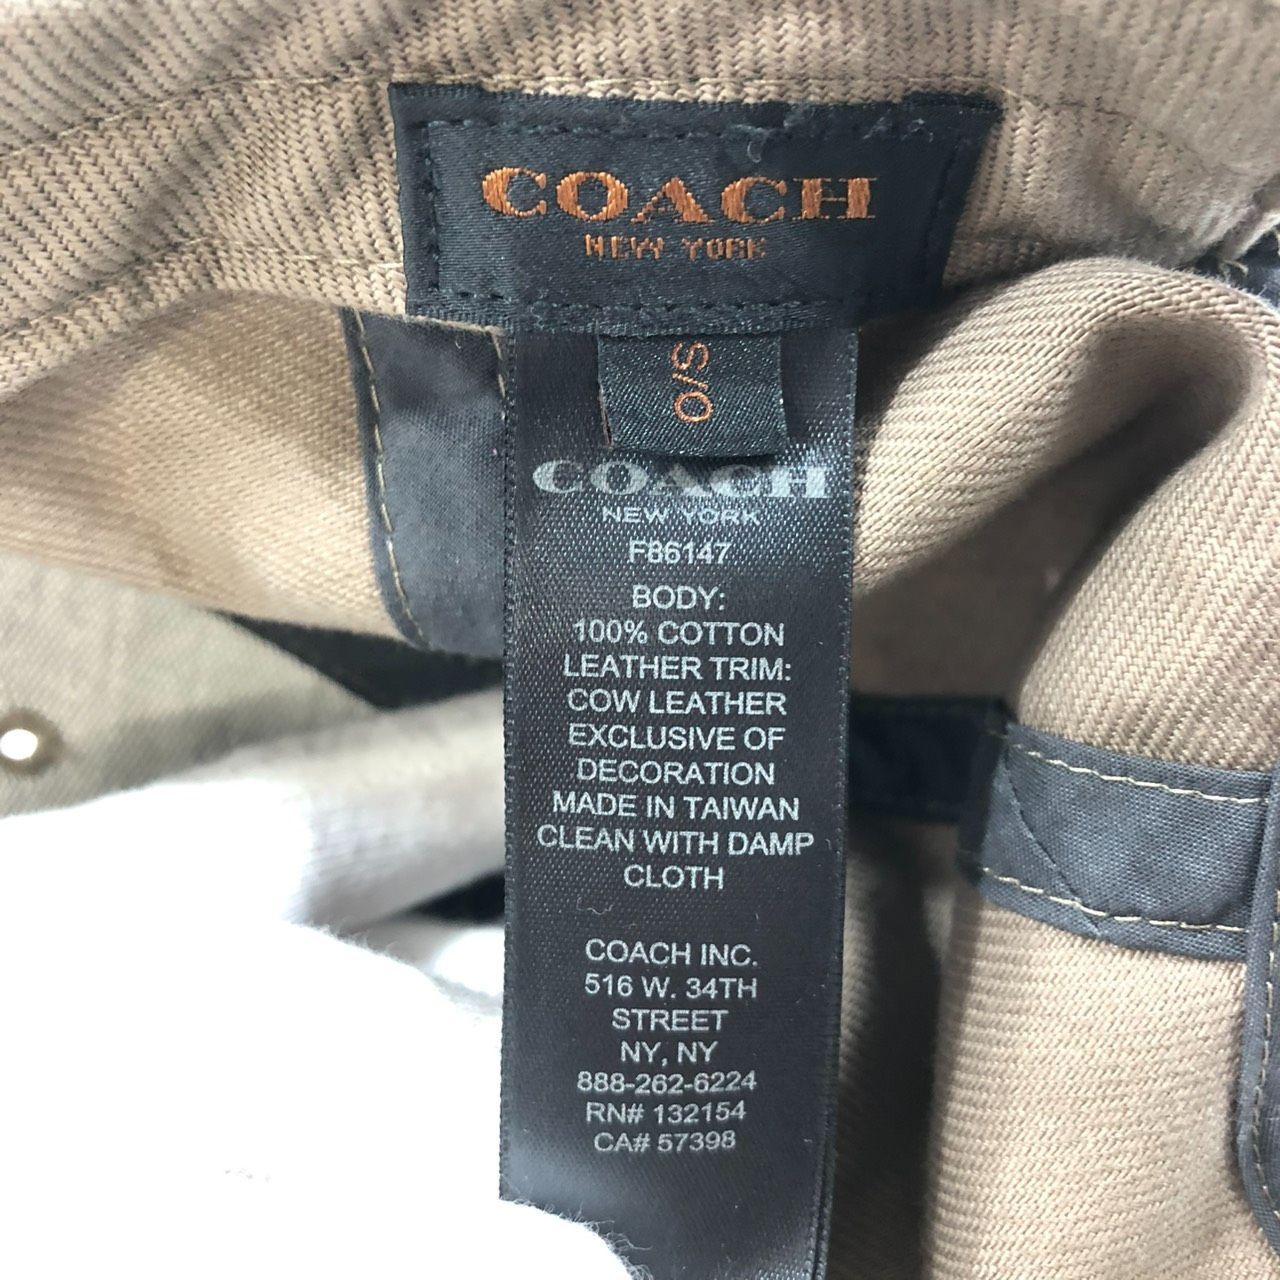 COACH
NEW YORK
O/S
COACH
NEW YORK
F86147
BODY:
100% COTTON
LEATHER TRIM:
COW LEATHER
EXCLUSIVE OF
DECORATION
MADE IN TAIWAN
CLEAN WITH DAMP
CLOTH
COACH INC.
516 W. 34TH
STREET
NY, NY
888-262-6224
RN# 132154
CA# 57398